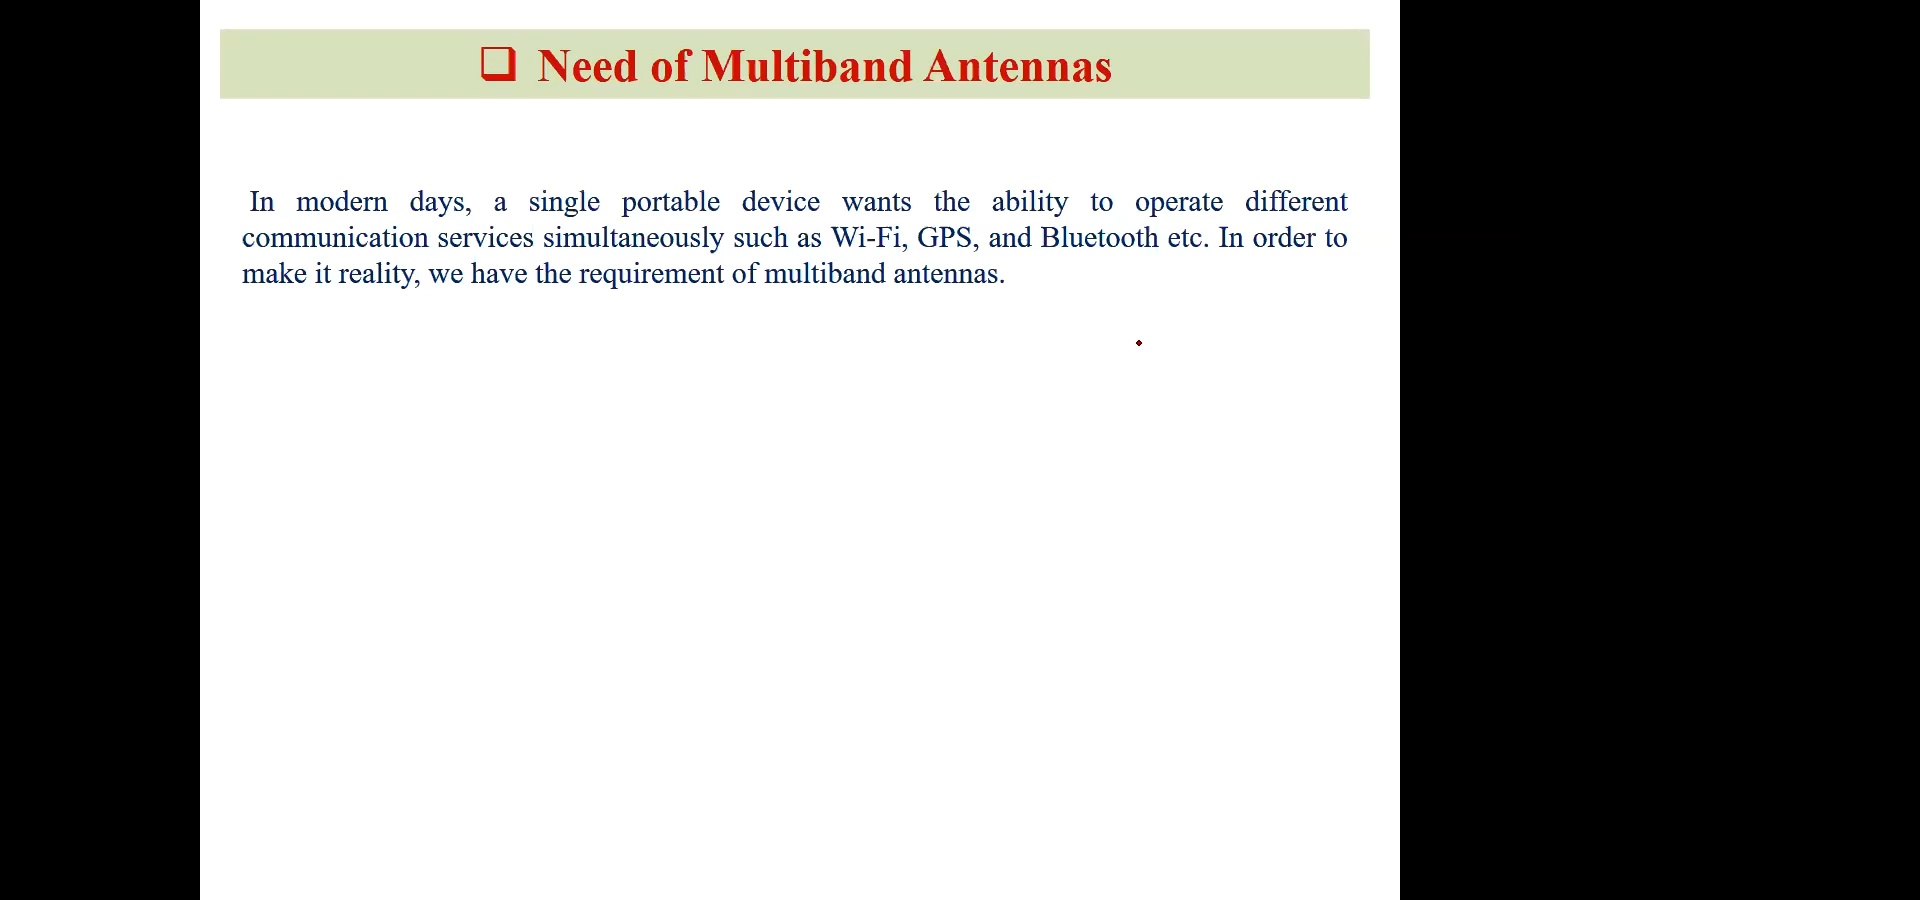 ❑ Need of Multiband Antennas
In modern days, a single portable device wants the ability to operate different
communication services simultaneously such as Wi-Fi, GPS, and Bluetooth etc. In order to
make it reality, we have the requirement of multiband antennas.